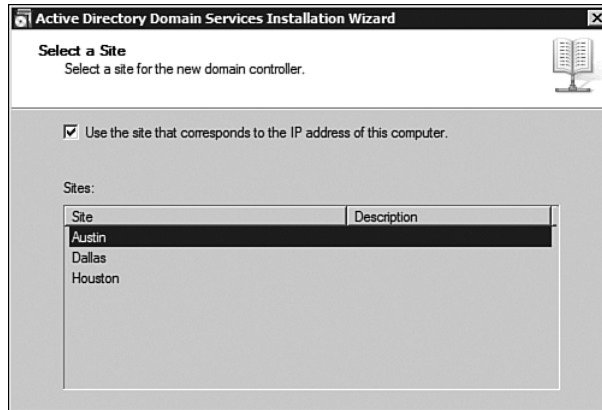 Active Directory Domain Services Installation Wizard
Select a Site
Select a site for the new domain controller.
Use the site that corresponds to the IP address of this computer.
Sites:
Site Description
Austin
Dallas
Houston